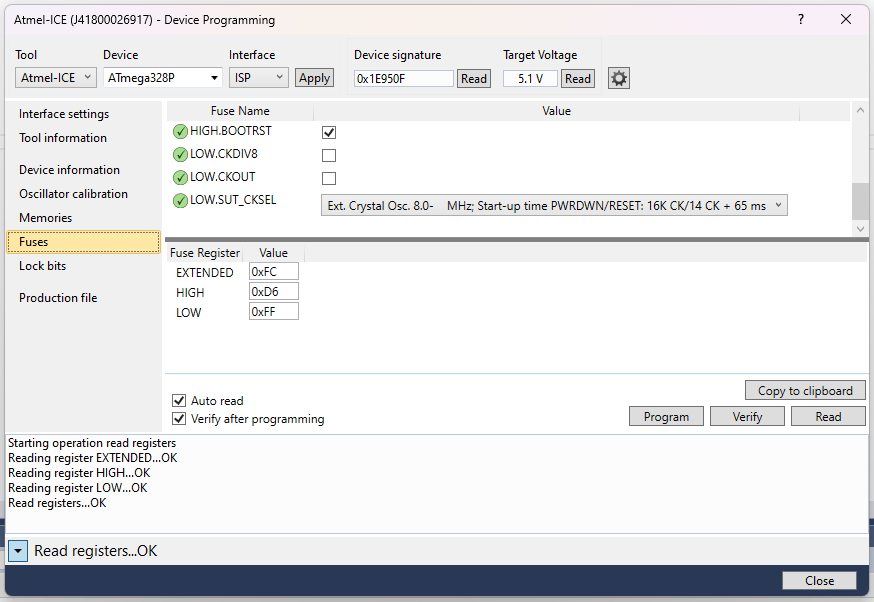 Atmel-ICE (J41800026917) - Device Programming
? 
Tool Device Interface Device signature Target Voltage
Atmel-ICE ATmega328P ISP Apply 0x1E950F Read 5.1 V Read
Interface settings
Tool information
Device information
Oscillator calibration
Memories
Fuses
Lock bits
Production file
Fuse Name Value
HIGH.BOOTRST
LOW.CKDIV8
LOW.CKOUT
LOW.SUT_CKSEL Ext. Crystal Osc. 8.0- MHz; Start-up time PWRDWN/RESET: 16K CK/14 CK + 65 ms
Fuse Register Value
EXTENDED 0xFC
HIGH 0xD6
LOW 0xFF
Copy to clipboard
Auto read
Verify after programming
Program Verify Read
Starting operation read registers
Reading register EXTENDED...OK
Reading register HIGH...OK
Reading register LOW...OK
Read registers...OK
Read registers...OK
Close